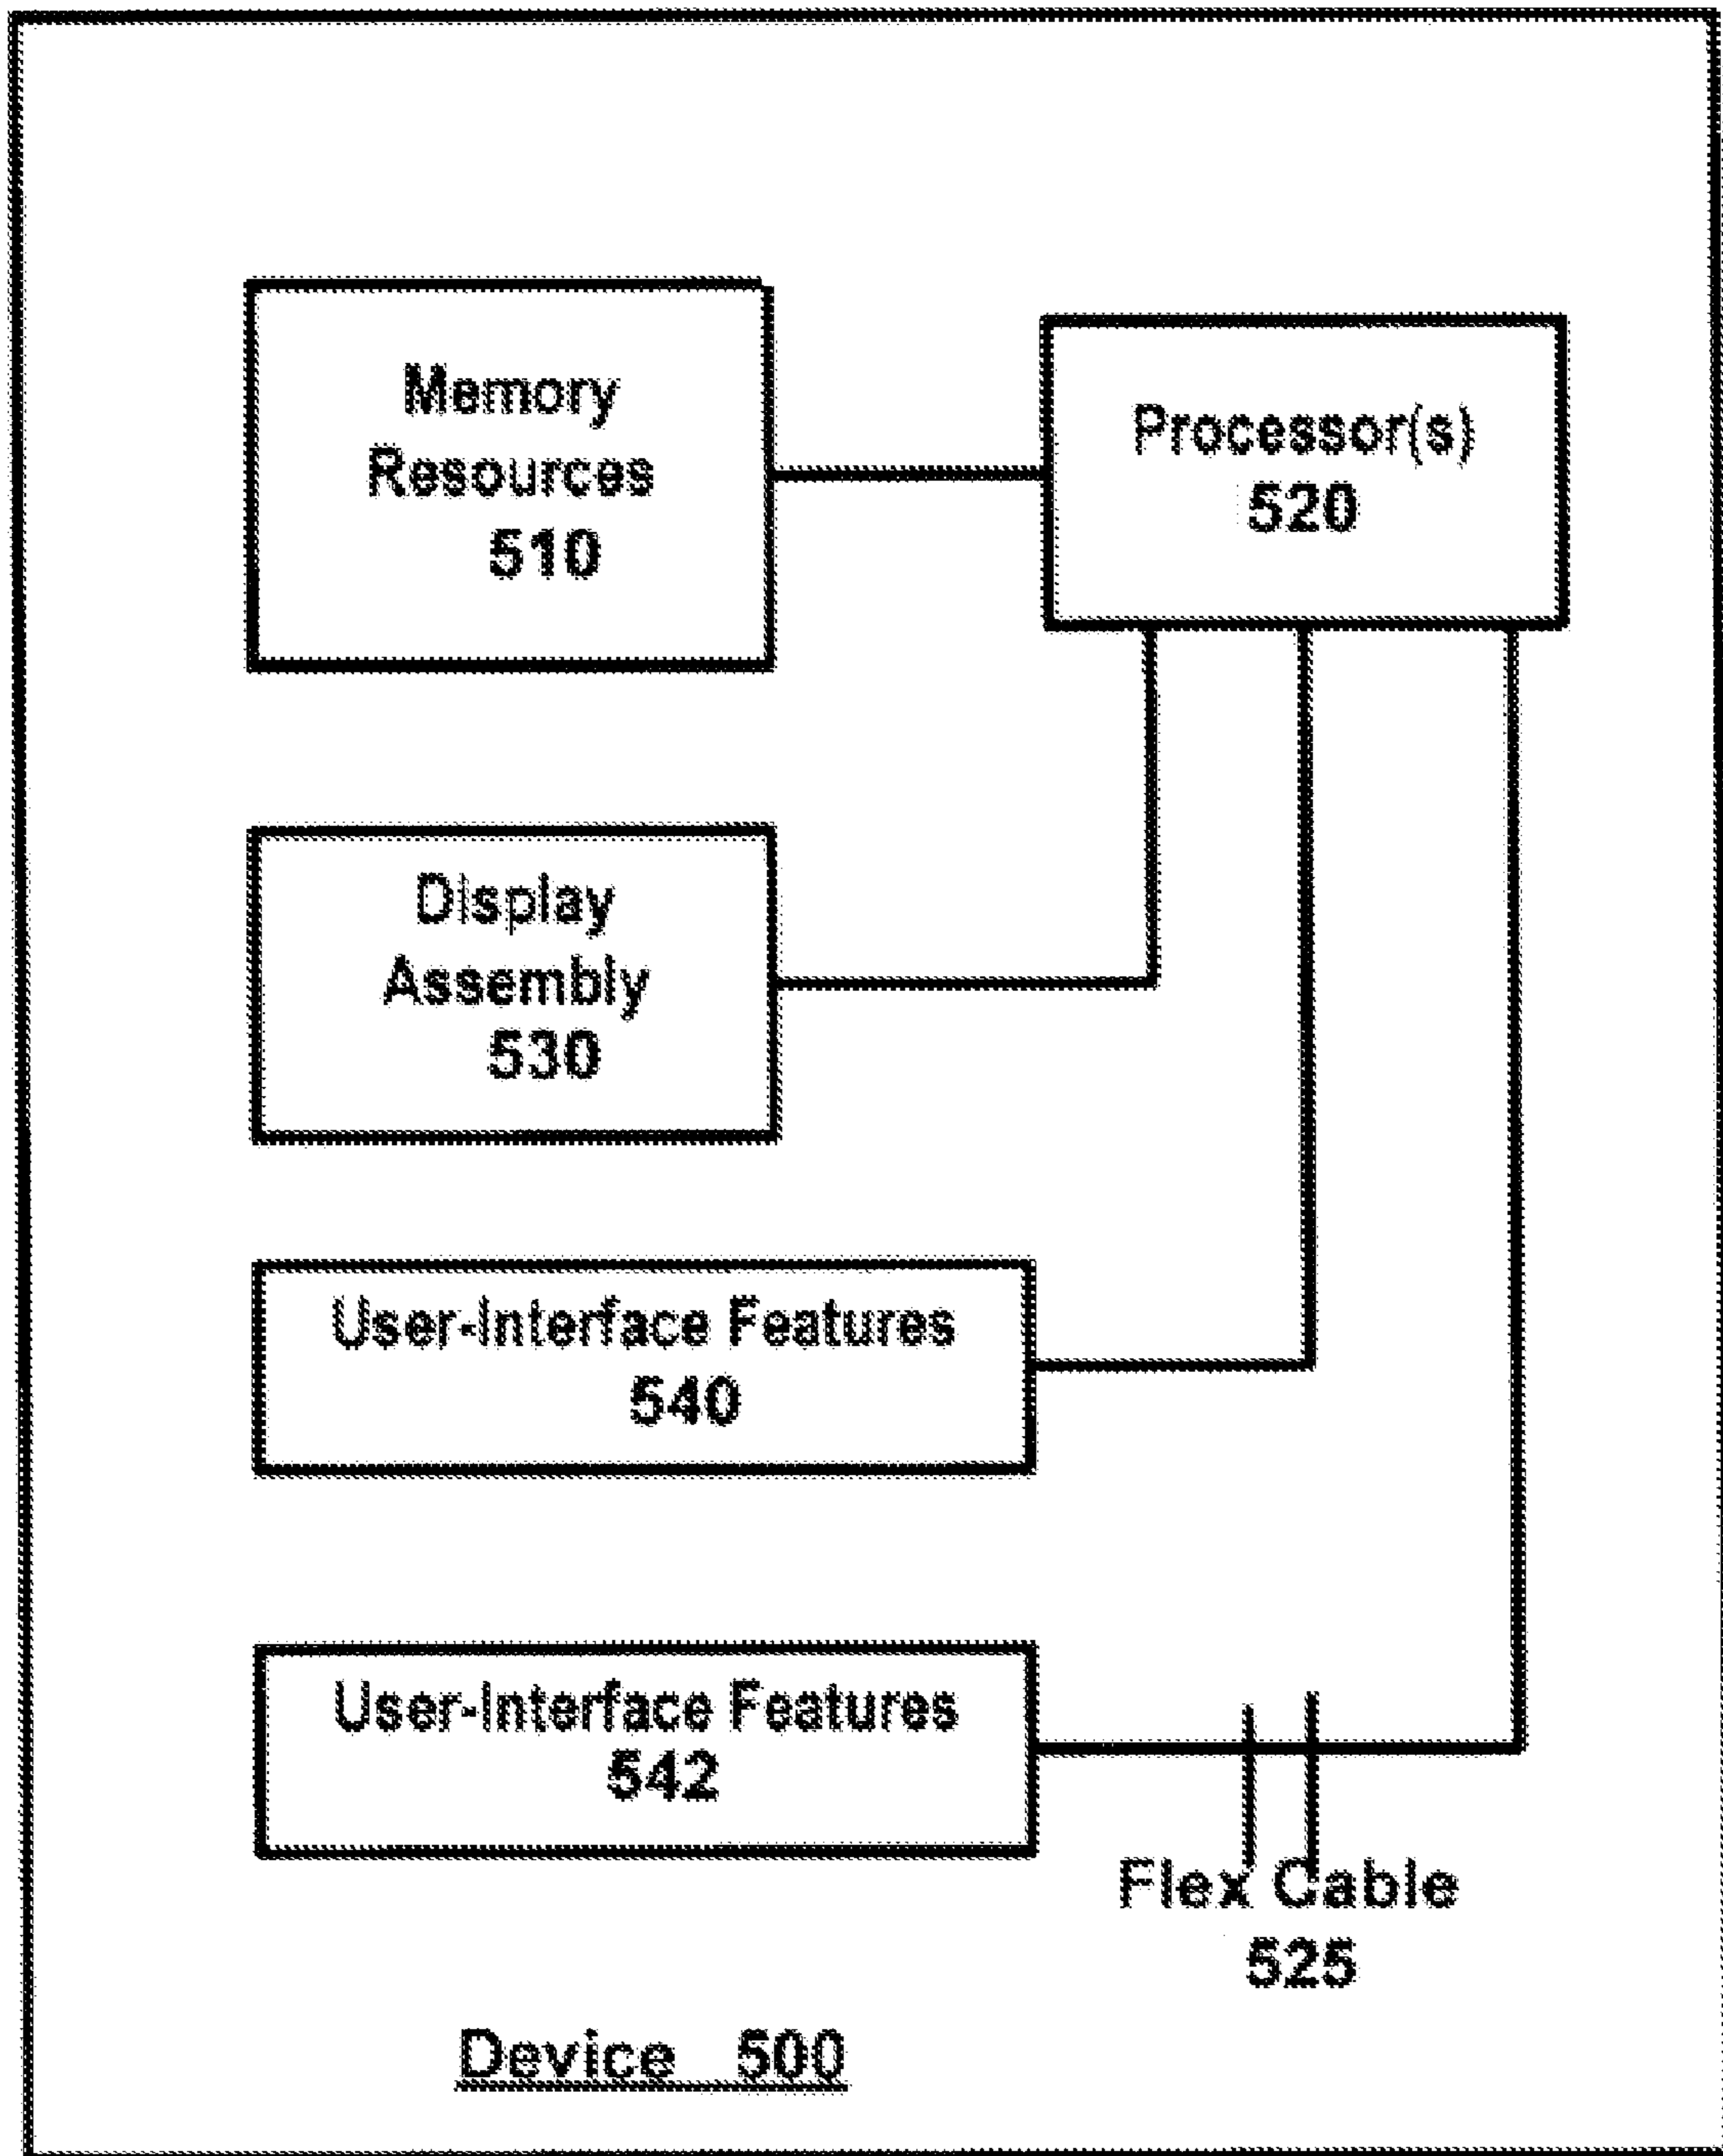 Memory
Resources
510
Processor(s)
520
Display
Assembly
530
User-Interface Features
540
User-Interface Features
542
Flex Cable
525
Device 500